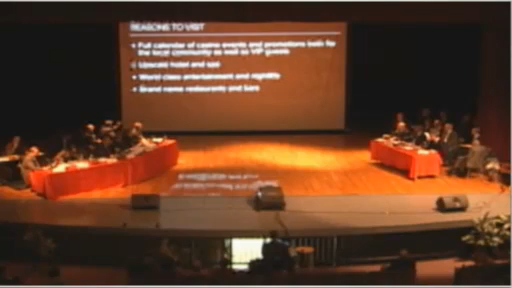 REASONS TO VISIT
• Full calendar of casino events and promotions both for
the local community as well as VIP guests
• Upscale hotel and spa
• World class entertainment and nightlife
• Brand name restaurants and bars